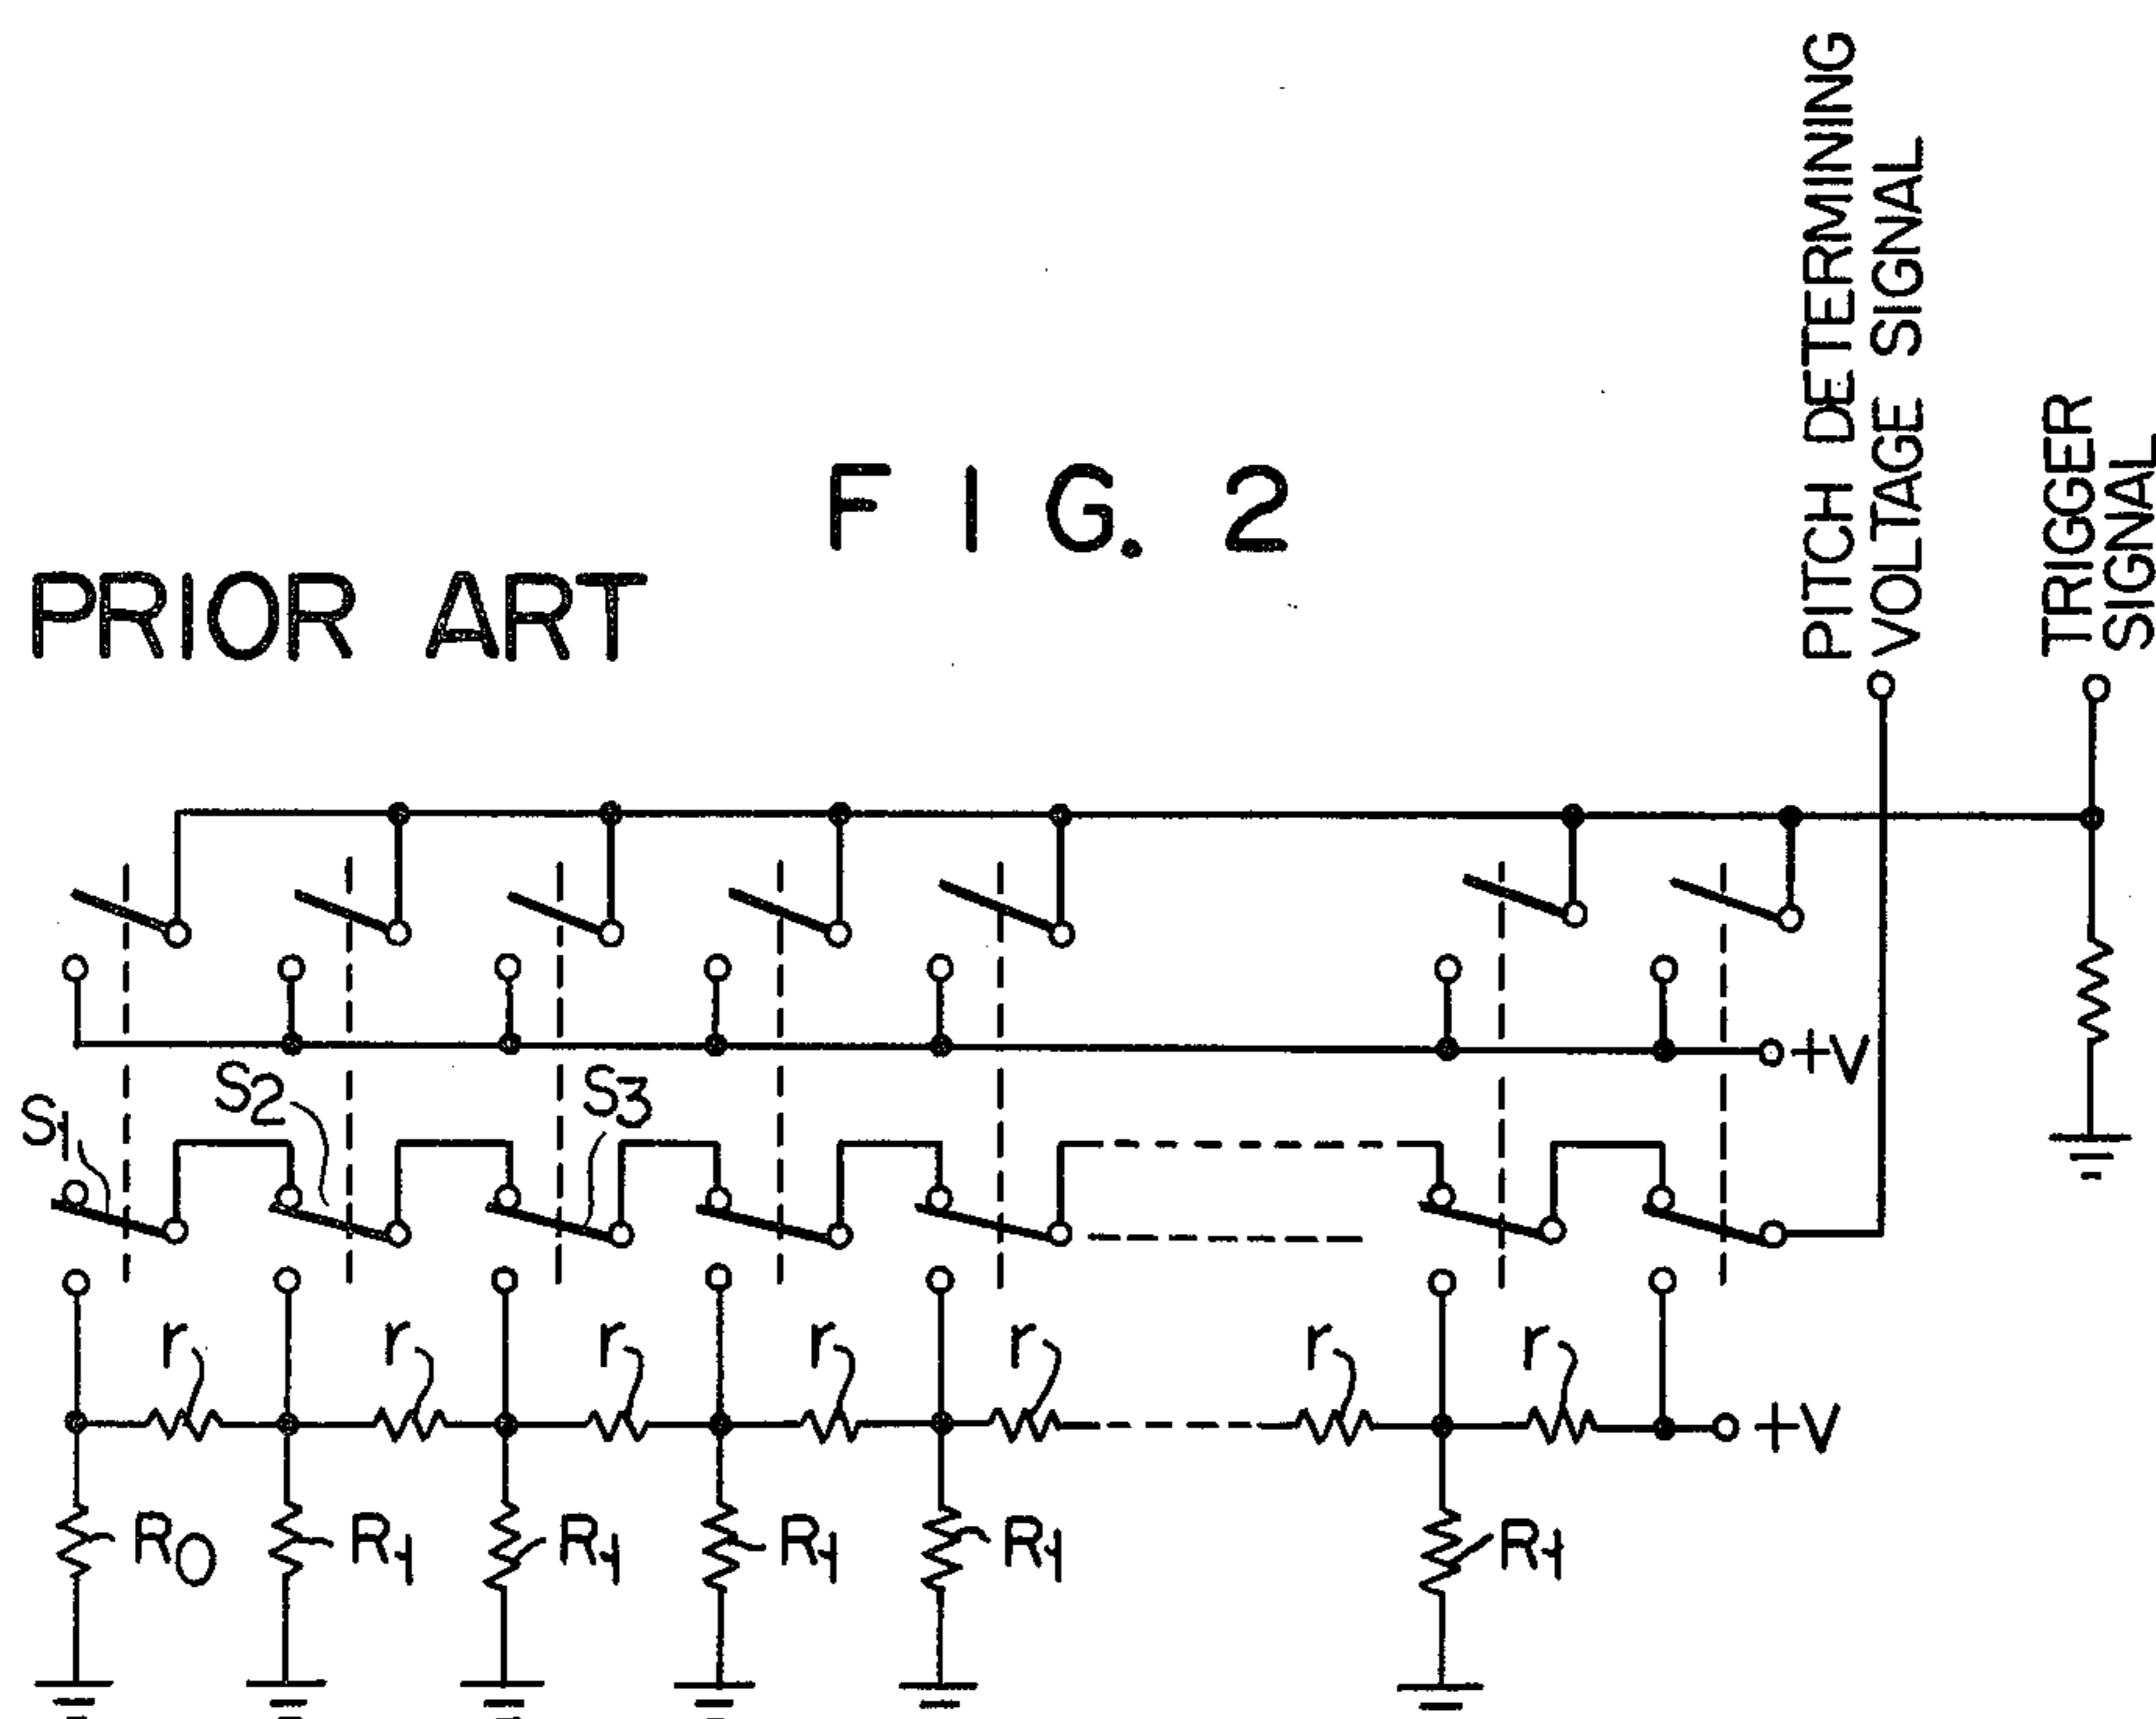 FIG. 2
PRIOR ART
PITCH DETERMINING
VOLTAGE SIGNAL
TRIGGER
SIGNAL
+V
S1
S2
S3
r
r
r
r
r
r
r
+V
R0
R1
R1
R1
R1
R1